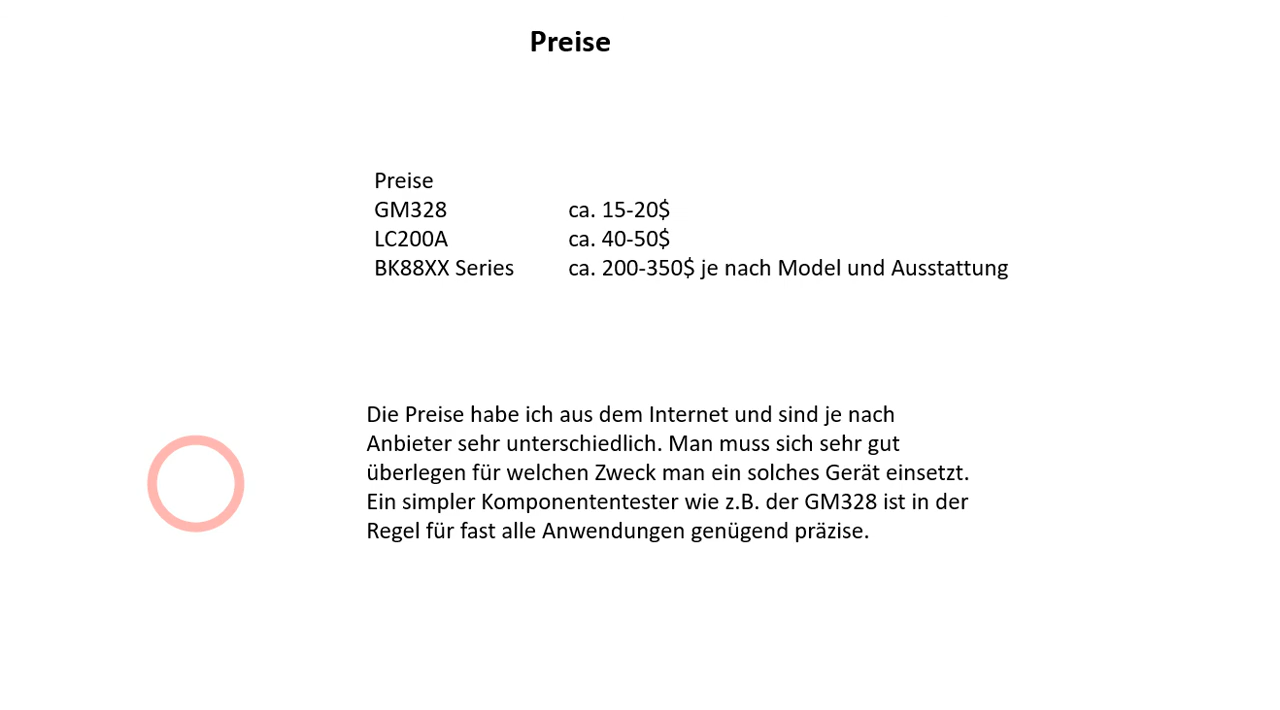 Preise
Preise
GM328 ca. 15-20$
LC200A ca. 40-50$
BK88XX Series ca. 200-350$ je nach Model und Ausstattung
Die Preise habe ich aus dem Internet und sind je nach
Anbieter sehr unterschiedlich. Man muss sich sehr gut
überlegen für welchen Zweck man ein solches Gerät einsetzt.
Ein simpler Komponententester wie z.B. der GM328 ist in der
Regel für fast alle Anwendungen genügend präzise.